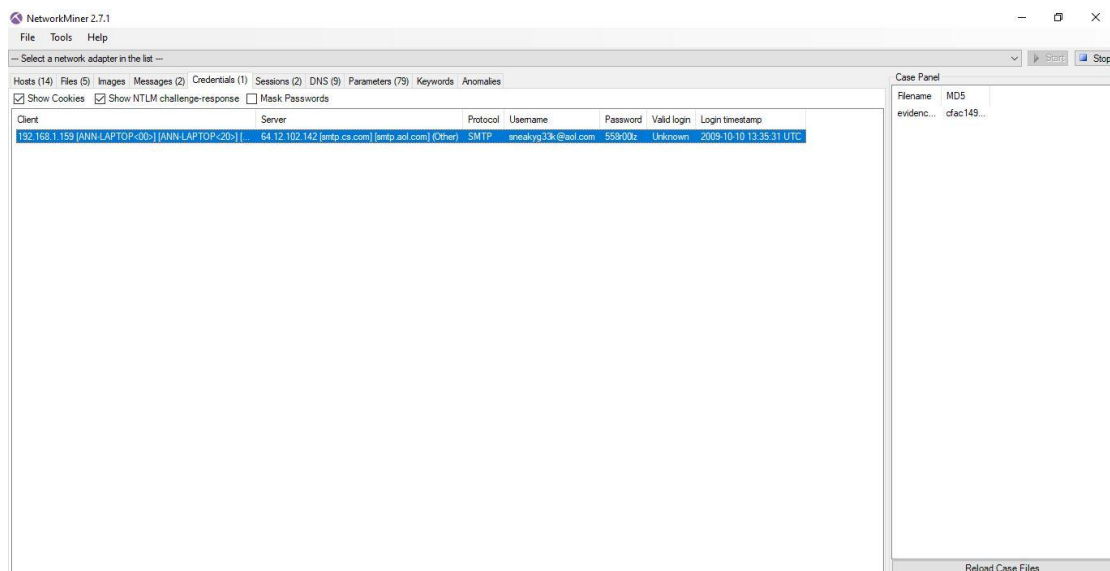 NetworkMiner 2.7.1
File Tools Help
--- Select a network adapter in the list ---
Start Stop
Hosts (14) Files (5) Images Messages (2) Credentials (1) Sessions (2) DNS (9) Parameters (79) Keywords Anomalies
Show Cookies Show NTLM challenge-response Mask Passwords
Client Server Protocol Username Password Valid login Login timestamp
192.168.1.159 [ANN-LAPTOP<00>] [ANN-LAPTOP<20>] [... 64.12.102.142 [smtp.cs.com] [smtp.aol.com] (Other) SMTP sneakyg33k@aol.com 558r00lz Unknown 2009-10-10 13:35:31 UTC
Case Panel
Filename MD5
evidenc... cfac149...
Reload Case Files